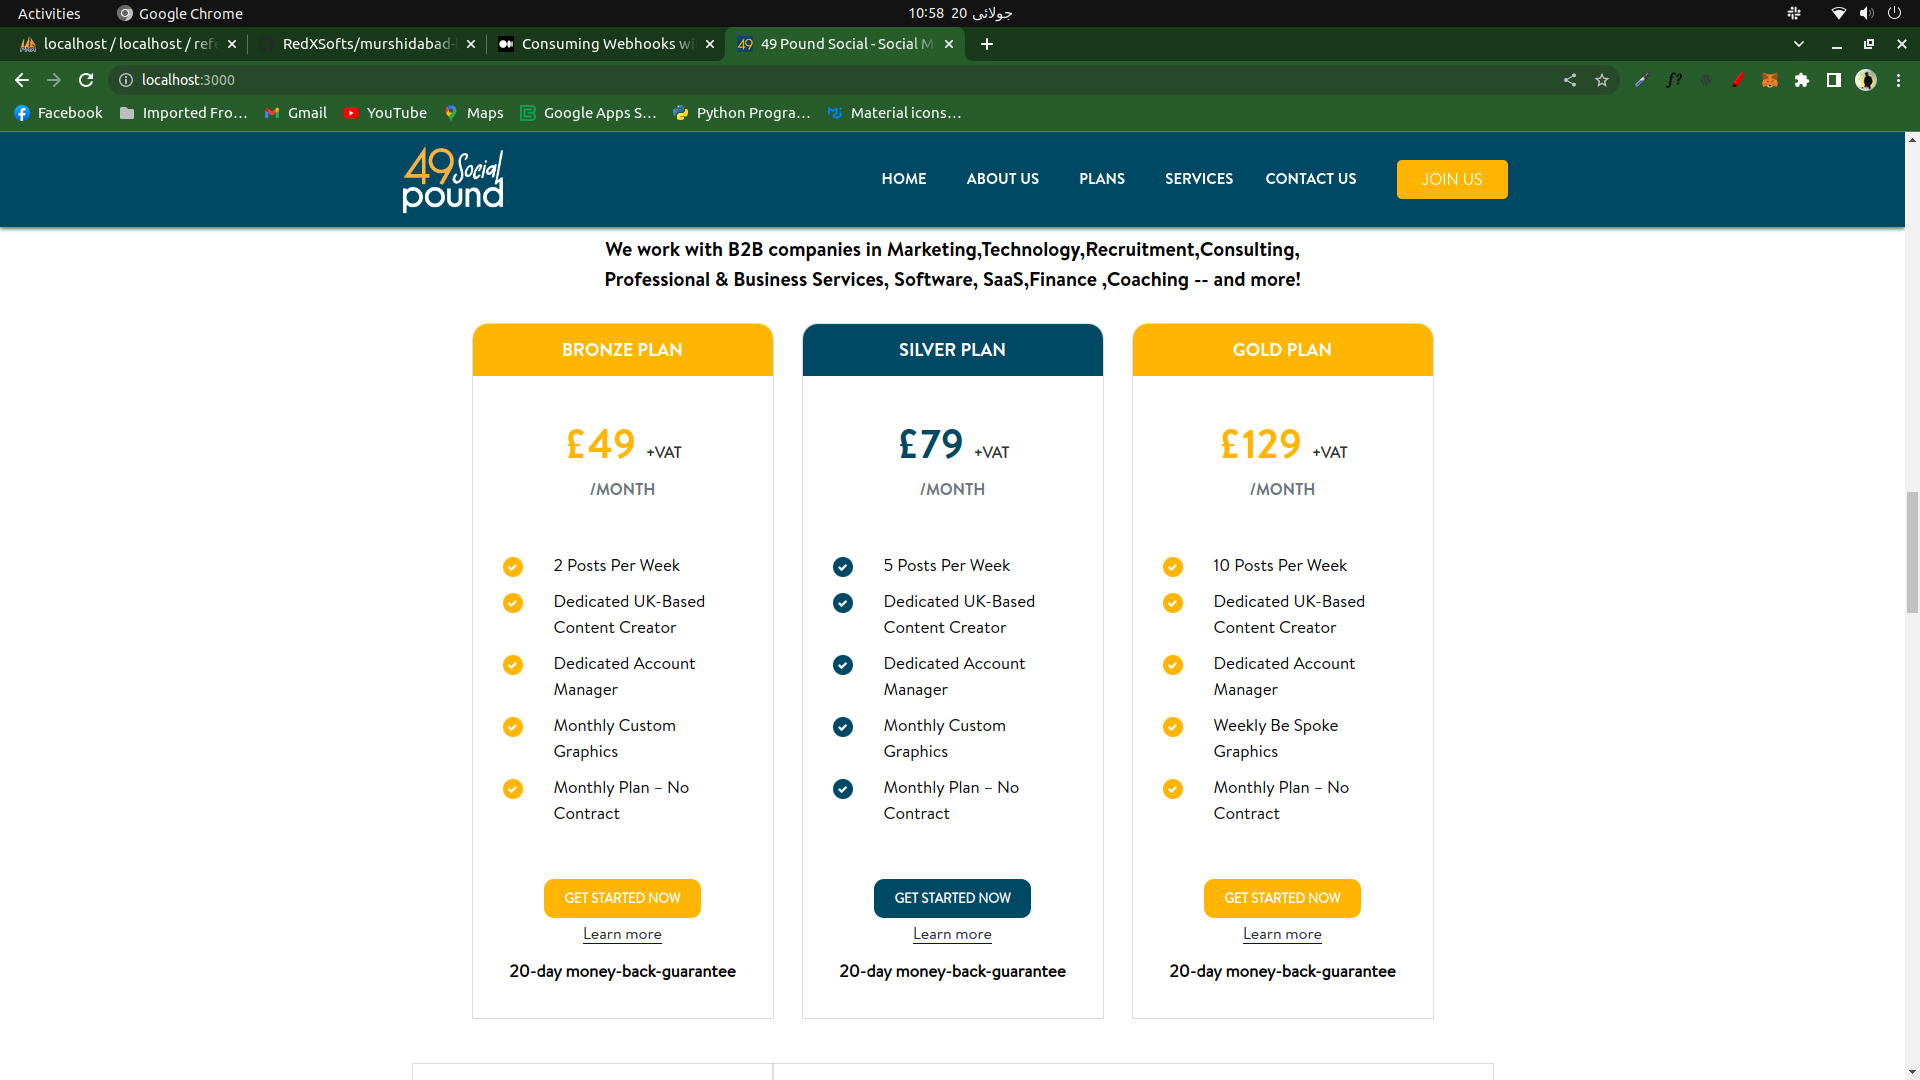 Activities
Google Chrome
10:58 20 جولائی
localhost / localhost / refe
RedXSofts/murshidabad-
Consuming Webhooks wi
49 Pound Social - Social M
localhost:3000
Facebook
Imported Fro…
Gmail
YouTube
Maps
Google Apps S…
Python Progra…
Material icons…
49 Social
pound
HOME
ABOUT US
PLANS
SERVICES
CONTACT US
JOIN US
We work with B2B companies in Marketing,Technology,Recruitment,Consulting,
Professional & Business Services, Software, SaaS,Finance ,Coaching -- and more!
BRONZE PLAN
£49 +VAT
/MONTH
2 Posts Per Week
Dedicated UK-Based
Content Creator
Dedicated Account
Manager
Monthly Custom
Graphics
Monthly Plan – No
Contract
GET STARTED NOW
Learn more
20-day money-back-guarantee
SILVER PLAN
£79 +VAT
/MONTH
5 Posts Per Week
Dedicated UK-Based
Content Creator
Dedicated Account
Manager
Monthly Custom
Graphics
Monthly Plan – No
Contract
GET STARTED NOW
Learn more
20-day money-back-guarantee
GOLD PLAN
£129 +VAT
/MONTH
10 Posts Per Week
Dedicated UK-Based
Content Creator
Dedicated Account
Manager
Weekly Be Spoke
Graphics
Monthly Plan – No
Contract
GET STARTED NOW
Learn more
20-day money-back-guarantee